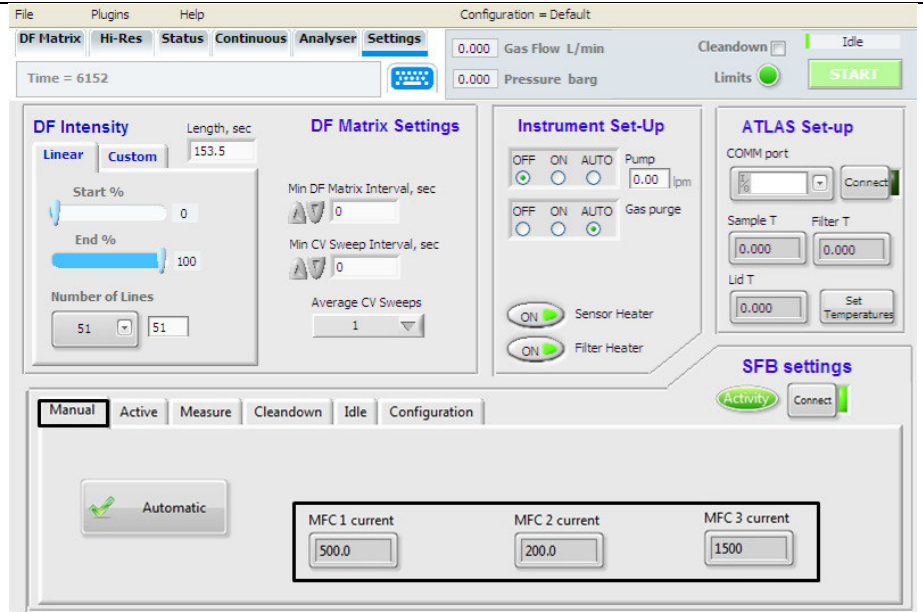 File Plugins Help Configuration = Default
DF Matrix Hi-Res Status Continuous Analyser Settings
0.000 Gas Flow L/min Cleandown Idle
Time = 6152 0.000 Pressure barg Limits START
DF Intensity Length, sec DF Matrix Settings Instrument Set-Up ATLAS Set-up
Linear Custom 153.5 OFF ON AUTO Pump COMM port
0.00 lpm Connect
Start % Min DF Matrix Interval, sec
0 0 OFF ON AUTO Gas purge Sample T Filter T
End % Min CV Sweep Interval, sec 0.000 0.000
100 0
Number of Lines Average CV Sweeps Lid T
51 51 1 ON Sensor Heater 0.000 Set Temperatures
ON Filter Heater
SFB settings
Activity Connect
Manual Active Measure Cleandown Idle Configuration
Automatic
MFC 1 current MFC 2 current MFC 3 current
500.0 200.0 1500